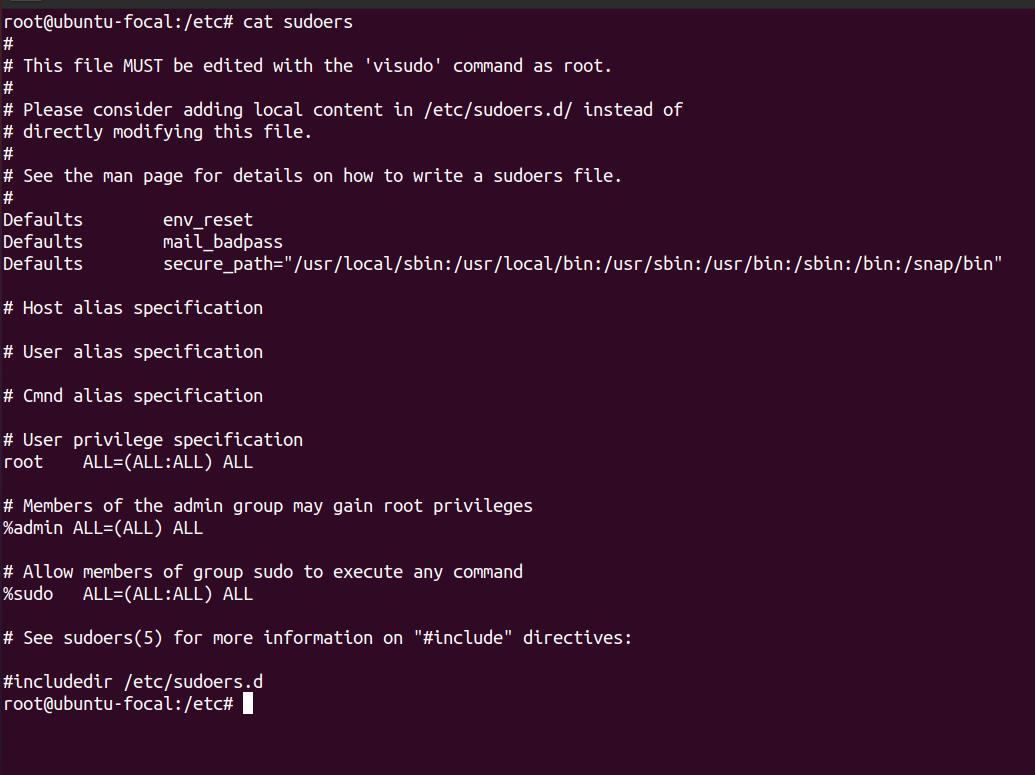 root@ubuntu-focal:/etc# cat sudoers
#
# This file MUST be edited with the 'visudo' command as root.
#
# Please consider adding local content in /etc/sudoers.d/ instead of
# directly modifying this file.
#
# See the man page for details on how to write a sudoers file.
#
Defaults        env_reset
Defaults        mail_badpass
Defaults        secure_path="/usr/local/sbin:/usr/local/bin:/usr/sbin:/usr/bin:/sbin:/bin:/snap/bin"

# Host alias specification

# User alias specification

# Cmnd alias specification

# User privilege specification
root    ALL=(ALL:ALL) ALL

# Members of the admin group may gain root privileges
%admin ALL=(ALL) ALL

# Allow members of group sudo to execute any command
%sudo   ALL=(ALL:ALL) ALL

# See sudoers(5) for more information on "#include" directives:

#includedir /etc/sudoers.d
root@ubuntu-focal:/etc#